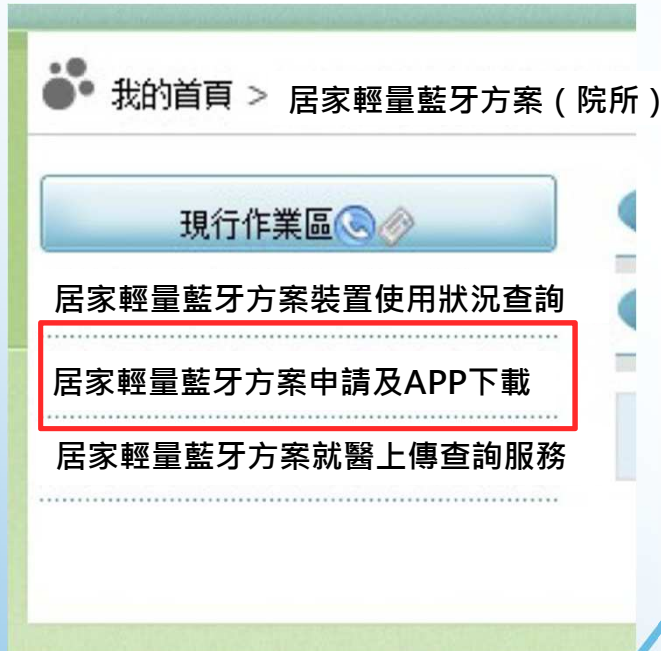 我的首頁 > 居家輕量藍牙方案（院所）
現行作業區
居家輕量藍牙方案裝置使用狀況查詢
居家輕量藍牙方案申請及APP下載
居家輕量藍牙方案就醫上傳查詢服務